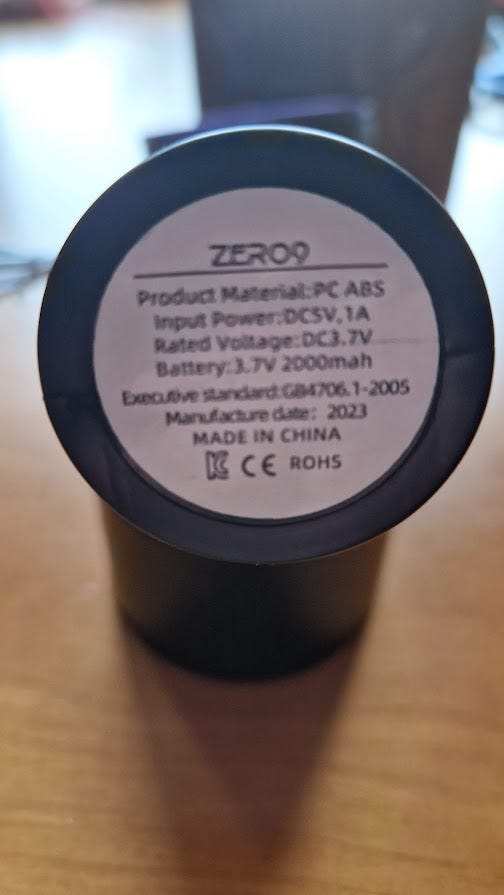 ZERO9
Product Material:PC ABS
Input Power:DC5V,1A
Rated Voltage:DC3.7V
Battery:3.7V 2000mah
Executive standard:GB4706.1-2005
Manufacture date: 2023
MADE IN CHINA
KC CE ROHS